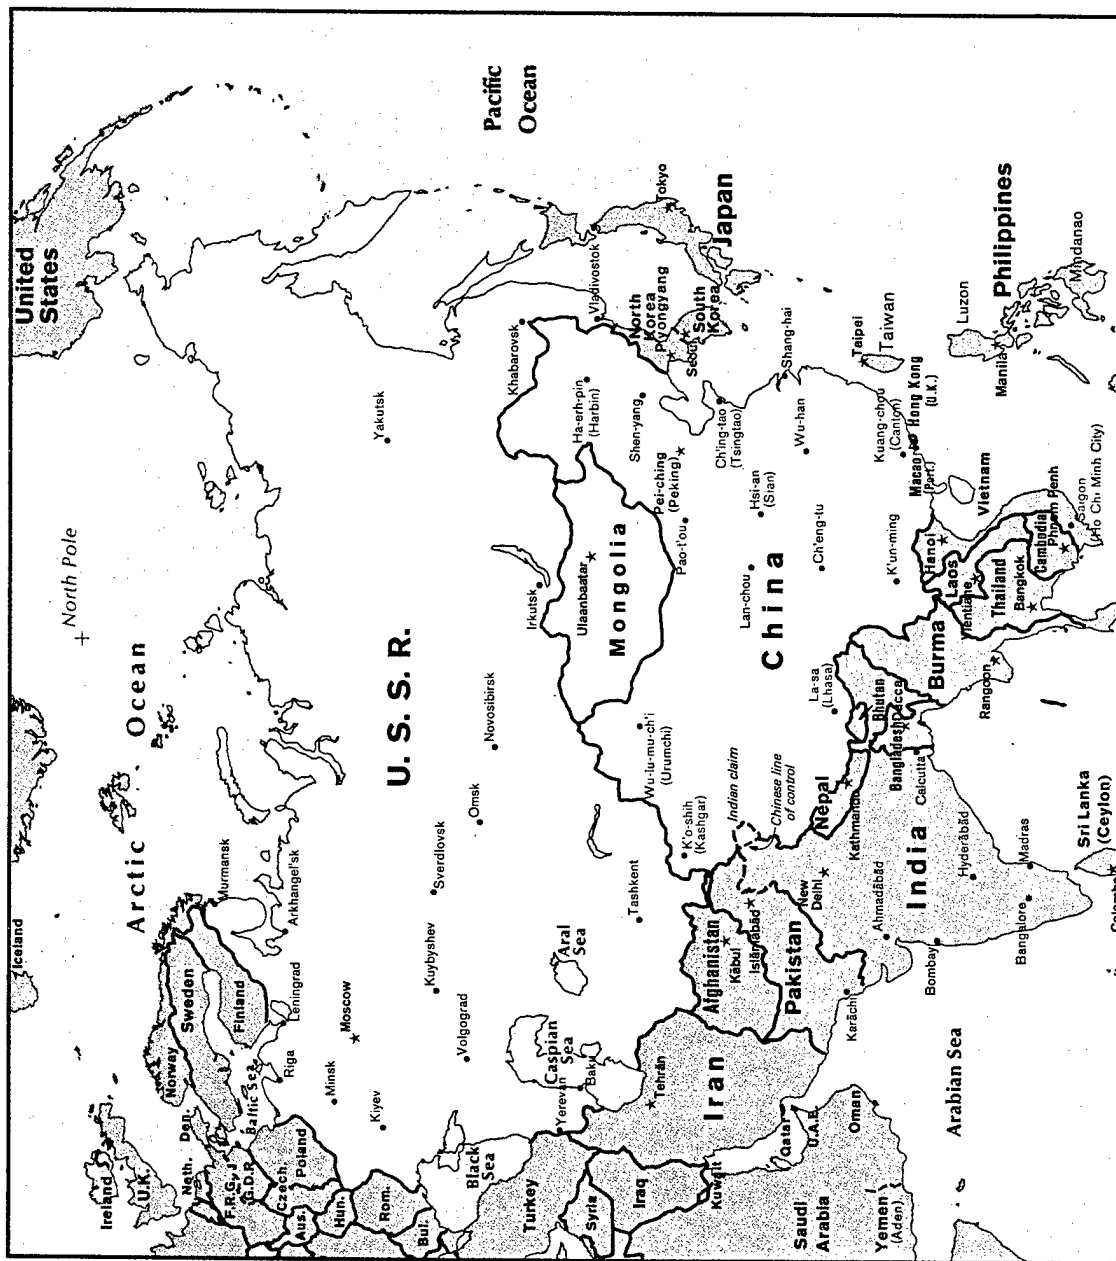 United
States
Pacific
Ocean
Iceland
Arctic Ocean
North Pole
Ireland
U.K.
Norway
Sweden
Finland
Den.
Neth.
F.R.G.
G.D.R.
Baltic Sea
Poland
Czech.
Aus.
Hun.
Rom.
Bul.
Murmansk
Arkhangel'sk
Leningrad
Riga
Minsk
Moscow
Kiyev
Volgograd
Kuybyshev
Sverdlovsk
Omsk
Novosibirsk
U.S.S.R.
Yakutsk
Irkutsk
Khabarovsk
Vladivostok
Tashkent
Aral
Sea
Caspian
Sea
Baku
Yerevan
Black
Sea
Turkey
Syria
Iraq
Iran
Tehrān
Kuwait
Qatar
U.A.E.
Oman
Saudi
Arabia
Yemen
(Aden)
Arabian Sea
Afghanistan
Kābul
Islāmābād
Pakistan
Karāchi
India
New
Delhi
Ahmadābād
Bombay
Hyderābād
Bangalore
Madras
Calcutta
Sri Lanka
(Ceylon)
Nepal
Kathmandu
Bhutan
Bangladesh
Dacca
Indian claim
Chinese line
of control
Mongolia
Ulaanbaatar
China
Wu-lu-mu-ch'i
(Urumchi)
K'o-shih
(Kashgar)
La-sa
(Lhasa)
Lan-chou
Pao-t'ou
Pei-ching
(Peking)
Ha-erh-pin
(Harbin)
Shen-yang
Ch'ing-tao
(Tsingtao)
Hsi-an
(Sian)
Ch'eng-tu
Wu-han
Shang-hai
K'un-ming
Kuang-chou
(Canton)
Macao
(Port.)
Hong Kong
(U.K.)
Taipei
Taiwan
North
Korea
Pyongyang
Seoul
South
Korea
Japan
Tokyo
Philippines
Luzon
Manila
Mindanao
Burma
Rangoon
Laos
Vientiane
Thailand
Bangkok
Vietnam
Hanoi
Cambodia
Phnom Penh
Saigon
(Ho Chi Minh City)